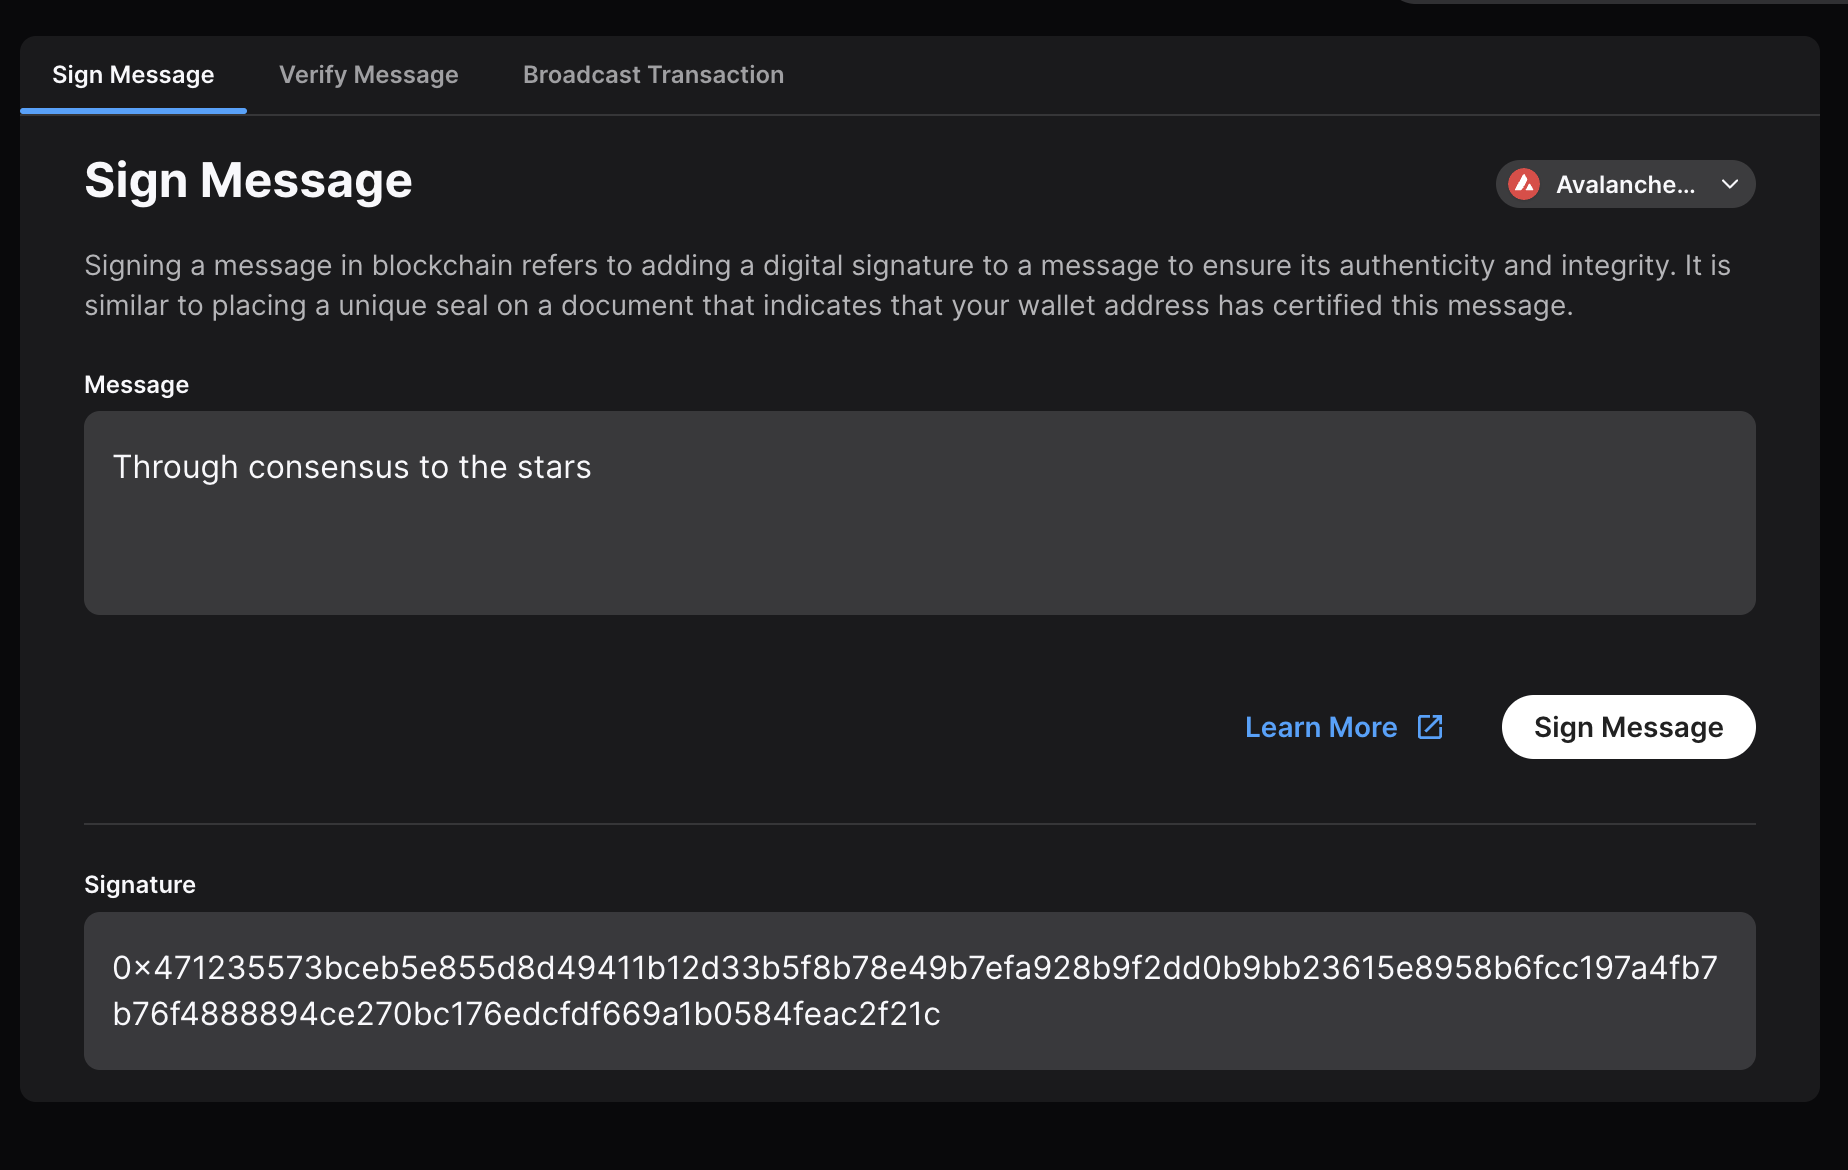 Sign Message
Verify Message
Broadcast Transaction
Sign Message
Avalanche...
Signing a message in blockchain refers to adding a digital signature to a message to ensure its authenticity and integrity. It is
similar to placing a unique seal on a document that indicates that your wallet address has certified this message.
Message
Through consensus to the stars
Learn More
Sign Message
Signature
0x471235573bceb5e855d8d49411b12d33b5f8b78e49b7efa928b9f2dd0b9bb23615e8958b6fcc197a4fb7
b76f4888894ce270bc176edcfdf669a1b0584feac2f21c